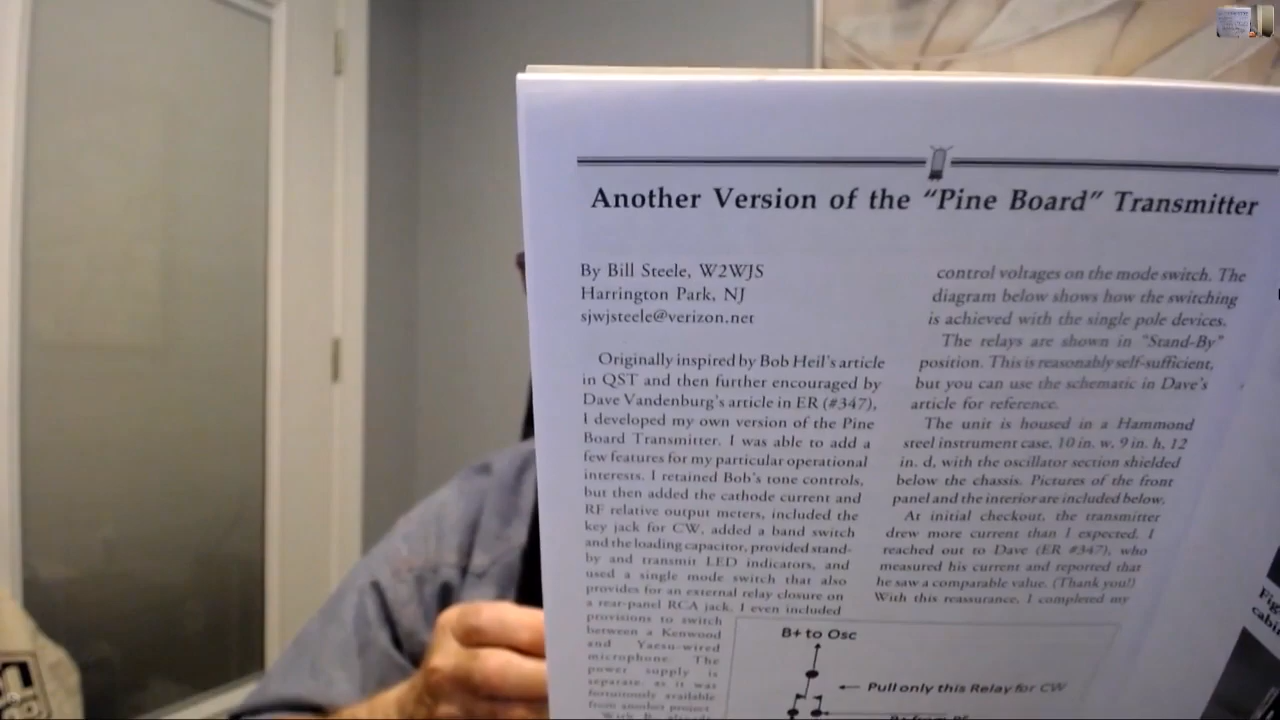 Another Version of the “Pine Board” Transmitter
By Bill Steele, W2WJS
Harrington Park, NJ
sjwjsteele@verizon.net
Originally inspired by Bob Heil's article
in QST and then further encouraged by
Dave Vandenburg's article in ER (#347),
I developed my own version of the Pine
Board Transmitter. I was able to add a
few features for my particular operational
interests. I retained Bob's tone controls,
but then added the cathode current and
RF relative output meters, included the
key jack for CW, added a band switch
and the loading capacitor, provided stand-
by and transmit LED indicators, and
used a single mode switch that also
provides for an external relay closure on
a rear-panel RCA jack. I even included
provisions to switch
between a Kenwood
and Yaesu-wired
microphone. The
power supply is
separate, as it was
fortuitously available
from another project.
control voltages on the mode switch. The
diagram below shows how the switching
is achieved with the single pole devices.
The relays are shown in "Stand-By"
position. This is reasonably self-sufficient,
but you can use the schematic in Dave's
article for reference.
The unit is housed in a Hammond
steel instrument case, 10 in. w, 9 in. h, 12
in. d, with the oscillator section shielded
below the chassis. Pictures of the front
panel and the interior are included below.
At initial checkout, the transmitter
drew more current than I expected. I
reached out to Dave (ER #347), who
measured his current and reported that
he saw a comparable value. (Thank you!)
With this reassurance, I completed my
B+ to Osc
Pull only this Relay for CW